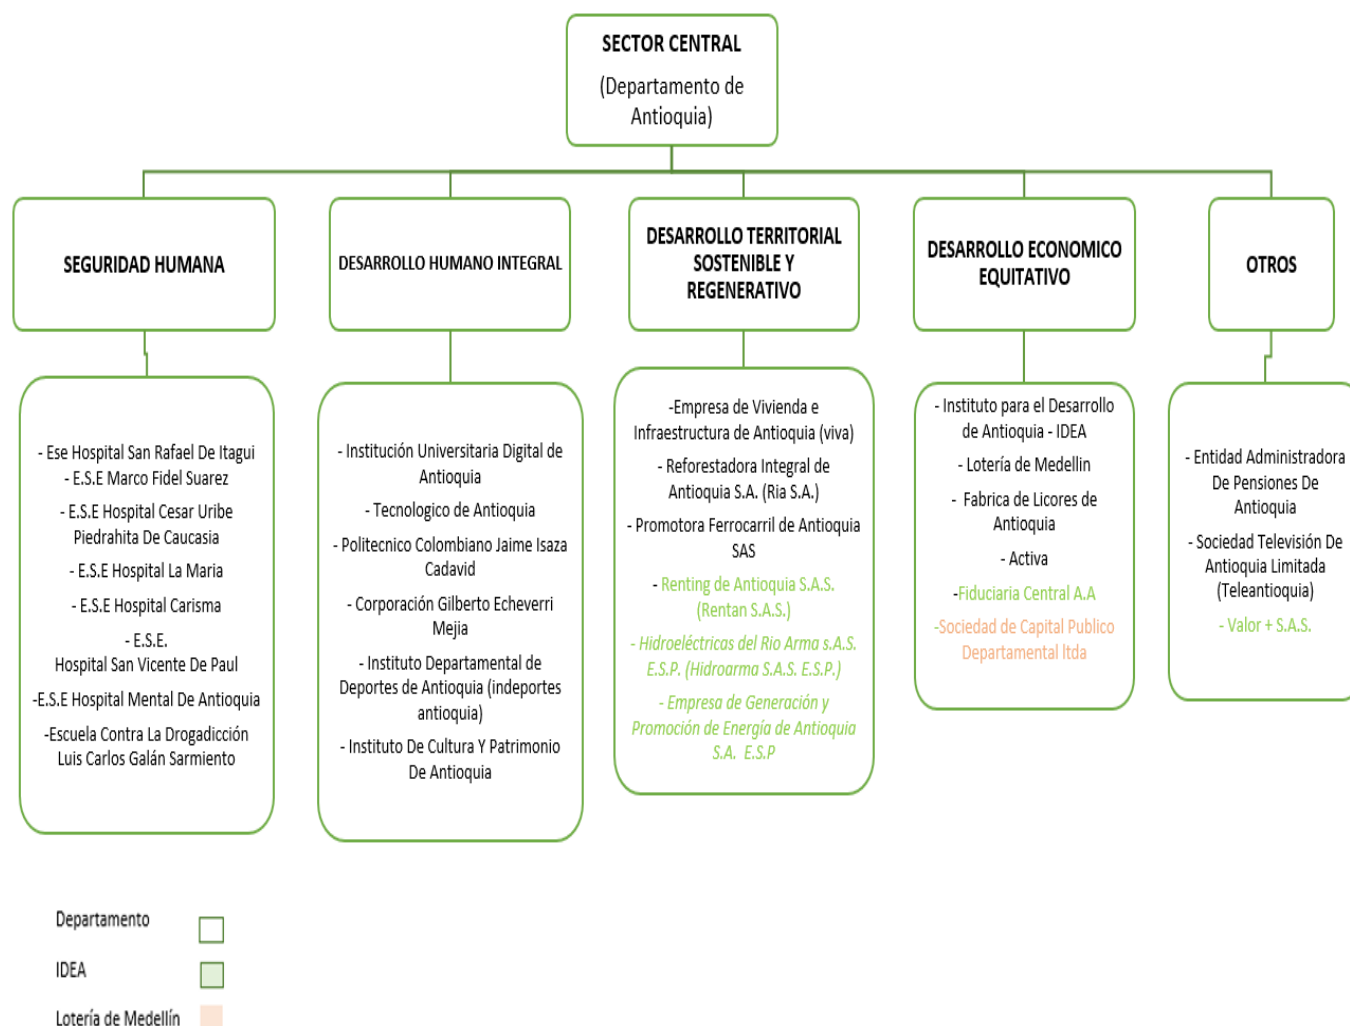 SECTOR CENTRAL
(Departamento de
Antioquia)
SEGURIDAD HUMANA
DESARROLLO HUMANO INTEGRAL
DESARROLLO TERRITORIAL
SOSTENIBLE Y
REGENERATIVO
DESARROLLO ECONOMICO
EQUITATIVO
OTROS
- Ese Hospital San Rafael De Itagui
- E.S.E Marco Fidel Suarez
- E.S.E Hospital Cesar Uribe
Piedrahita De Caucasia
- E.S.E Hospital La Maria
- E.S.E Hospital Carisma
- E.S.E.
Hospital San Vicente De Paul
-E.S.E Hospital Mental De Antioquia
-Escuela Contra La Drogadicción
Luis Carlos Galán Sarmiento
- Institución Universitaria Digital de
Antioquia
- Tecnologico de Antioquia
- Politecnico Colombiano Jaime Isaza
Cadavid
- Corporación Gilberto Echeverri
Mejia
- Instituto Departamental de
Deportes de Antioquia (indeportes
antioquia)
- Instituto De Cultura Y Patrimonio
De Antioquia
-Empresa de Vivienda e
Infraestructura de Antioquia (viva)
- Reforestadora Integral de
Antioquia S.A. (Ria S.A.)
- Promotora Ferrocarril de Antioquia
SAS
- Renting de Antioquia S.A.S.
(Rentan S.A.S.)
- Hidroeléctricas del Rio Arma s.A.S.
E.S.P. (Hidroarma S.A.S. E.S.P.)
- Empresa de Generación y
Promoción de Energía de Antioquia
S.A. E.S.P
- Instituto para el Desarrollo
de Antioquia - IDEA
- Lotería de Medellin
- Fabrica de Licores de
Antioquia
- Activa
-Fiduciaria Central A.A
-Sociedad de Capital Publico
Departamental ltda
- Entidad Administradora
De Pensiones De
Antioquia
- Sociedad Televisión De
Antioquia Limitada
(Teleantioquia)
- Valor + S.A.S.
Departamento
IDEA
Lotería de Medellín